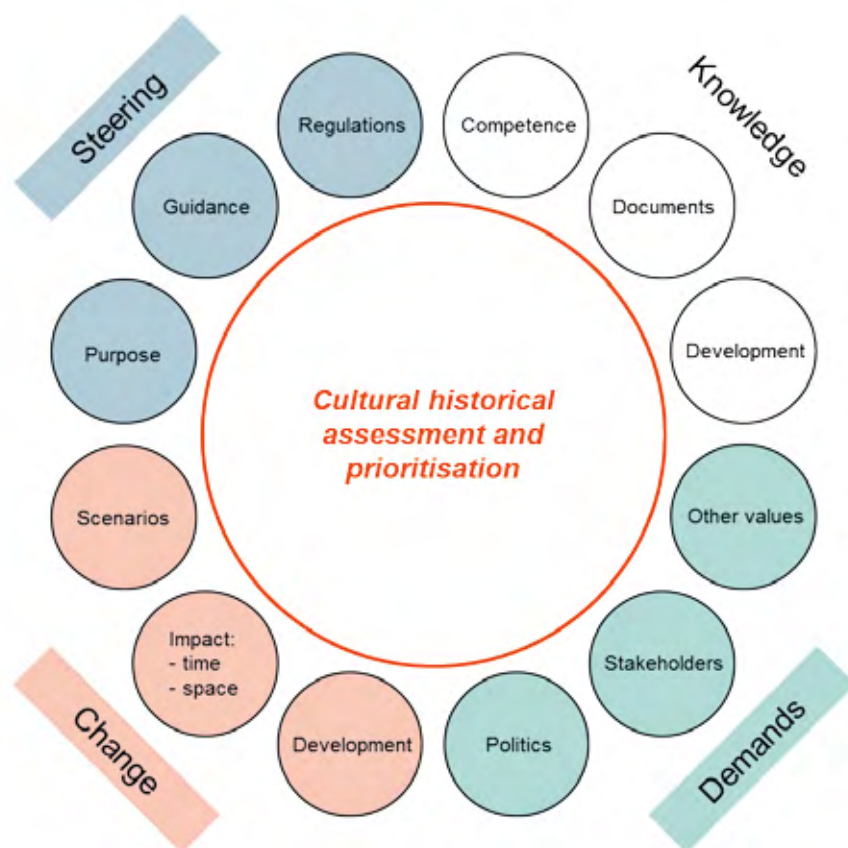 Steering
Knowledge
Regulations
Competence
Guidance
Documents
Purpose
Development
Cultural historical
assessment and
prioritisation
Scenarios
Other values
Impact:
- time
- space
Stakeholders
Development
Politics
Change
Demands